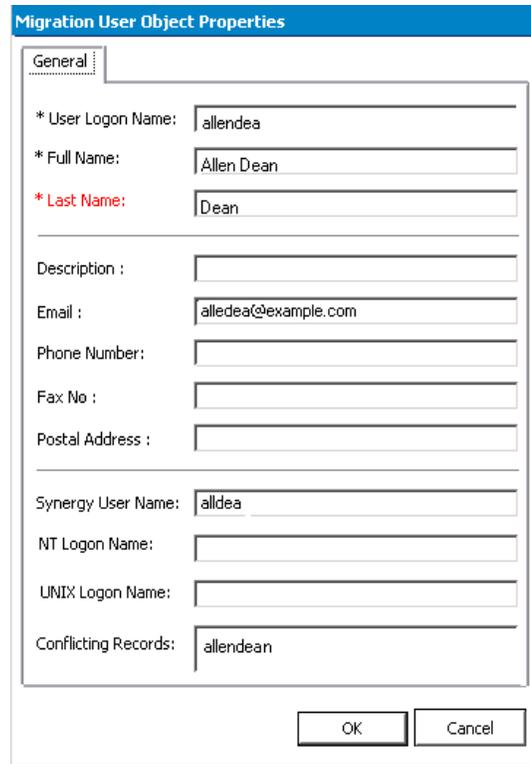 Migration User Object Properties
General
* User Logon Name: allendea
* Full Name: Allen Dean
* Last Name: Dean
Description :
Email : alledea@example.com
Phone Number:
Fax No :
Postal Address :
Synergy User Name: alldea
NT Logon Name:
UNIX Logon Name:
Conflicting Records: allendean
OK Cancel